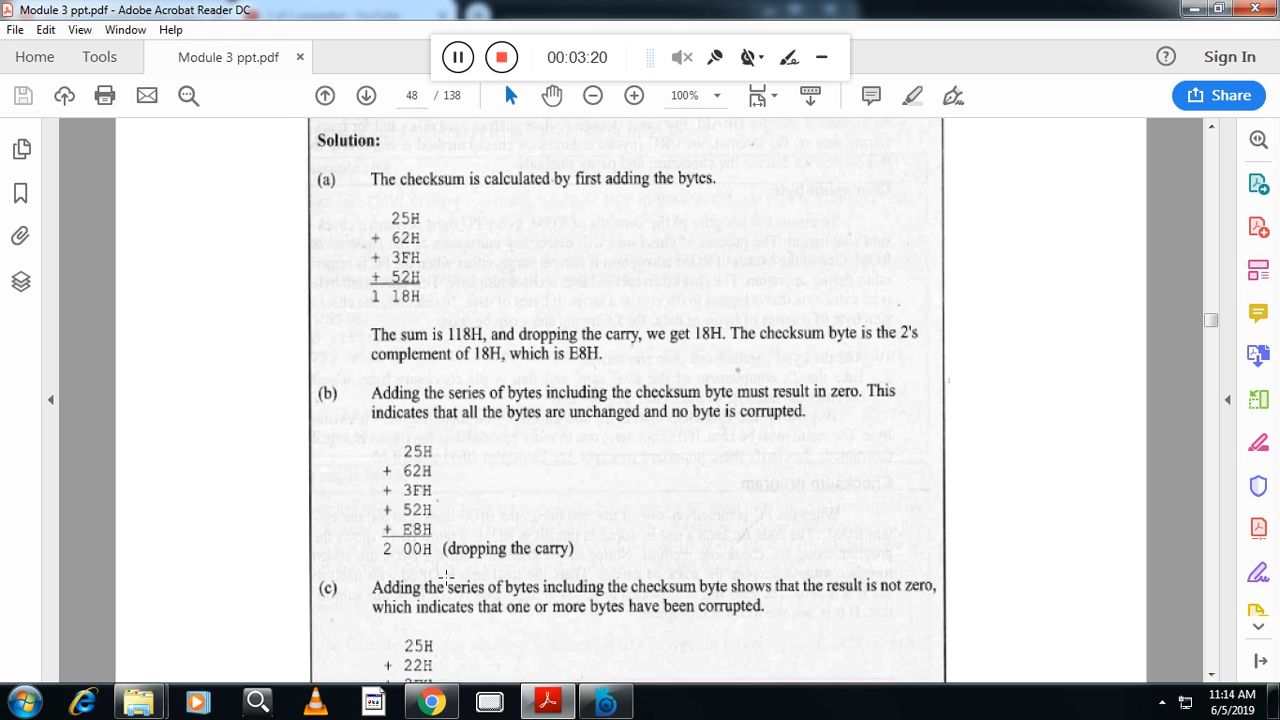 Module 3 ppt.pdf - Adobe Acrobat Reader DC
File Edit View Window Help
Home Tools Module 3 ppt.pdf ×
00:03:20
Sign In
48 / 138
100%
Share
Solution:
(a) The checksum is calculated by first adding the bytes.
25H
+ 62H
+ 3FH
+ 52H
1 18H
The sum is 118H, and dropping the carry, we get 18H. The checksum byte is the 2's
complement of 18H, which is E8H.
(b) Adding the series of bytes including the checksum byte must result in zero. This
indicates that all the bytes are unchanged and no byte is corrupted.
25H
+ 62H
+ 3FH
+ 52H
+ E8H
2 00H (dropping the carry)
(c) Adding the series of bytes including the checksum byte shows that the result is not zero,
which indicates that one or more bytes have been corrupted.
25H
+ 22H
11:14 AM
6/5/2019